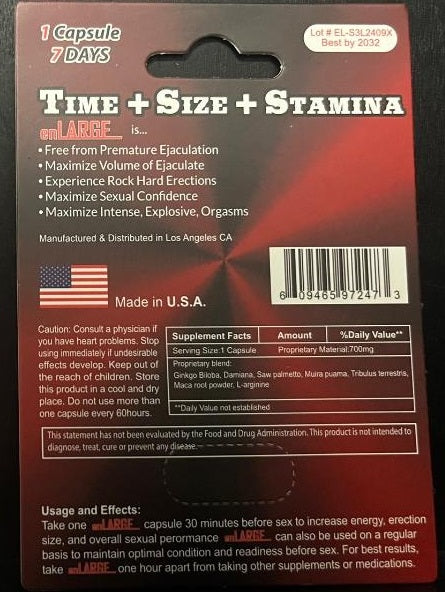 1 Capsule
7 DAYS
Lot # EL-S3L2409X
Best by 2032
TIME + SIZE + STAMINA
enLARGE is...
• Free from Premature Ejaculation
• Maximize Volume of Ejaculate
• Experience Rock Hard Erections
• Maximize Sexual Confidence
• Maximize Intense, Explosive, Orgasms
Manufactured & Distributed in Los Angeles CA
Made in U.S.A.
6 09465 97247 3
Caution: Consult a physician if
you have heart problems. Stop
using immediately if undesirable
effects develop. Keep out of
the reach of children. Store
this product in a cool and dry
place. Do not use more than
one capsule every 60hours.
Supplement Facts Amount %Daily Value**
Serving Size:1 Capsule Proprietary Material:700mg
Proprietary blend:
Ginkgo Biloba, Damiana, Saw palmetto, Muira puama, Tribulus terrestris,
Maca root powder, L-arginine
**Daily Value not established
This statement has not been evaluated by the Food and Drug Administration. This product is not intended to
diagnose, treat, cure or prevent any disease.
Usage and Effects:
Take one enLARGE capsule 30 minutes before sex to increase energy, erection
size, and overall sexual perormance enLARGE can also be used on a regular
basis to maintain optimal condition and readiness before sex. For best results,
take enLARGE one hour apart from taking other supplements or medications.